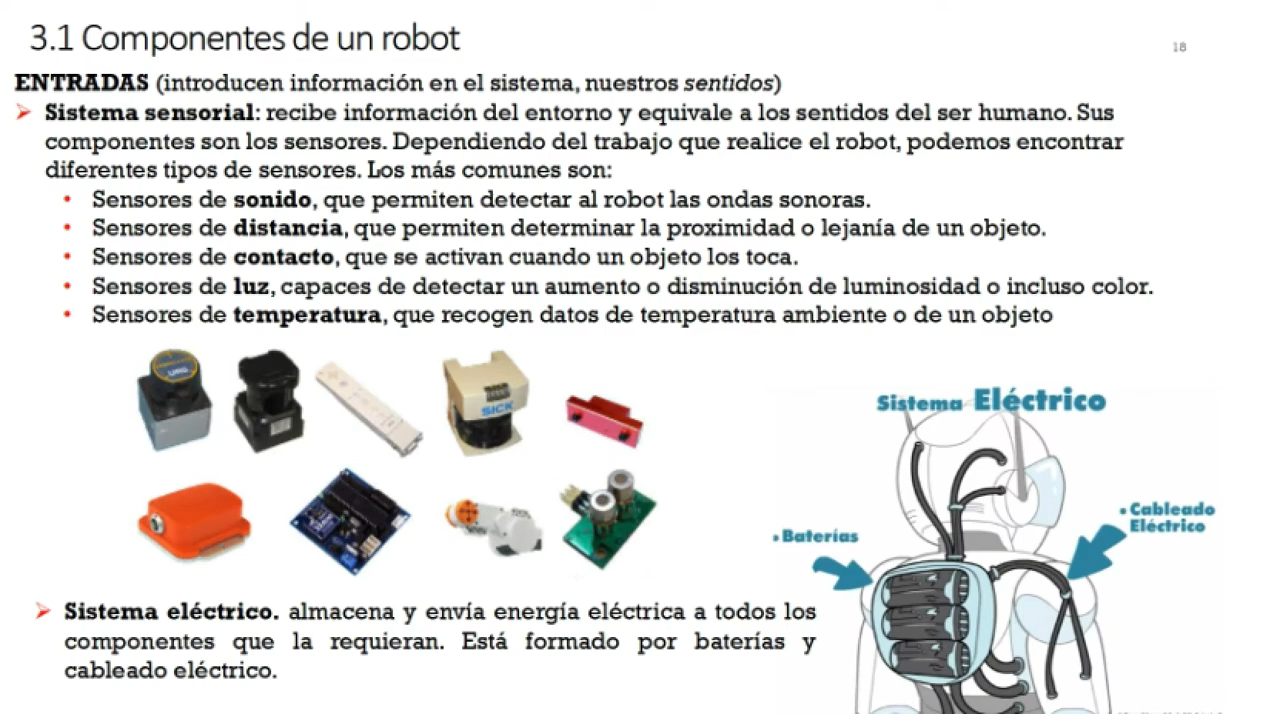 3.1 Componentes de un robot
18
ENTRADAS (introducen información en el sistema, nuestros sentidos)
➢ Sistema sensorial: recibe información del entorno y equivale a los sentidos del ser humano. Sus
componentes son los sensores. Dependiendo del trabajo que realice el robot, podemos encontrar
diferentes tipos de sensores. Los más comunes son:
• Sensores de sonido, que permiten detectar al robot las ondas sonoras.
• Sensores de distancia, que permiten determinar la proximidad o lejanía de un objeto.
• Sensores de contacto, que se activan cuando un objeto los toca.
• Sensores de luz, capaces de detectar un aumento o disminución de luminosidad o incluso color.
• Sensores de temperatura, que recogen datos de temperatura ambiente o de un objeto
URG
SICK
Sistema Eléctrico
• Cableado
Eléctrico
• Baterías
➢ Sistema eléctrico. almacena y envía energía eléctrica a todos los
componentes que la requieran. Está formado por baterías y
cableado eléctrico.